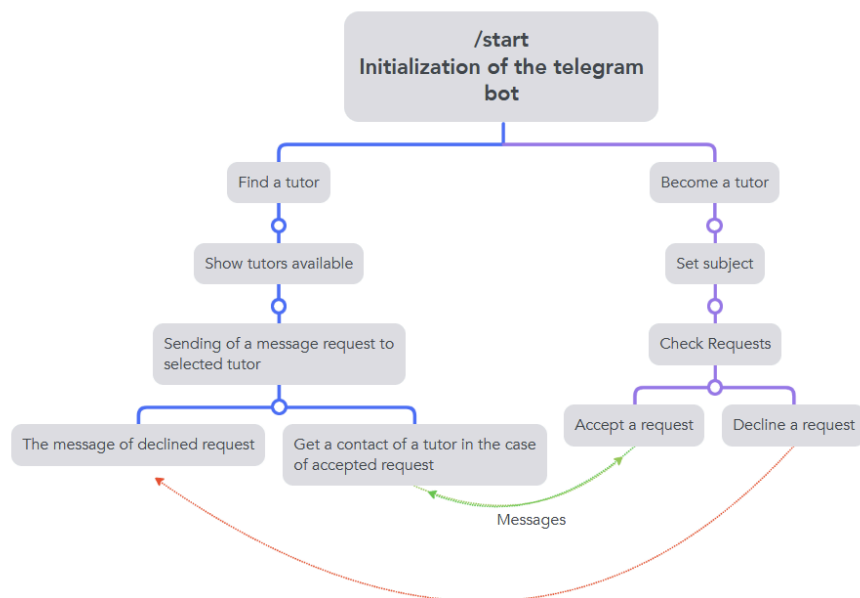 /start
Initialization of the telegram
bot
Find a tutor
Become a tutor
Show tutors available
Set subject
Sending of a message request to
selected tutor
Check Requests
The message of declined request
Get a contact of a tutor in the case
of accepted request
Accept a request
Decline a request
Messages